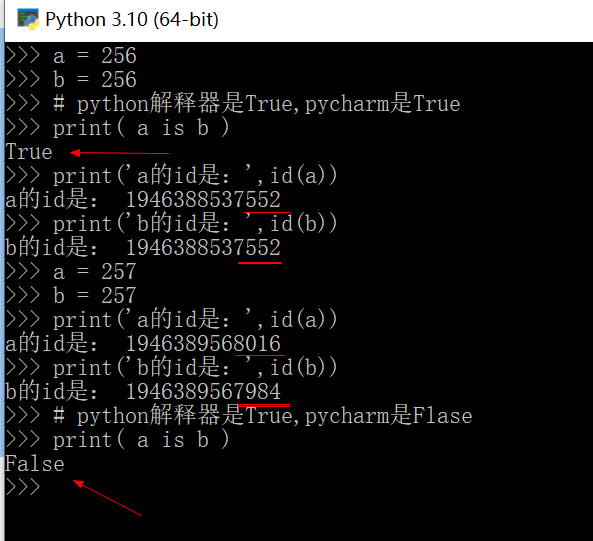 Python 3.10 (64-bit)
>>> a = 256
>>> b = 256
>>> # python解释器是True,pycharm是True
>>> print( a is b )
True
>>> print('a的id是：',id(a))
a的id是： 1946388537552
>>> print('b的id是：',id(b))
b的id是： 1946388537552
>>> a = 257
>>> b = 257
>>> print('a的id是：',id(a))
a的id是： 1946389568016
>>> print('b的id是：',id(b))
b的id是： 1946389567984
>>> # python解释器是True,pycharm是Flase
>>> print( a is b )
False
>>>